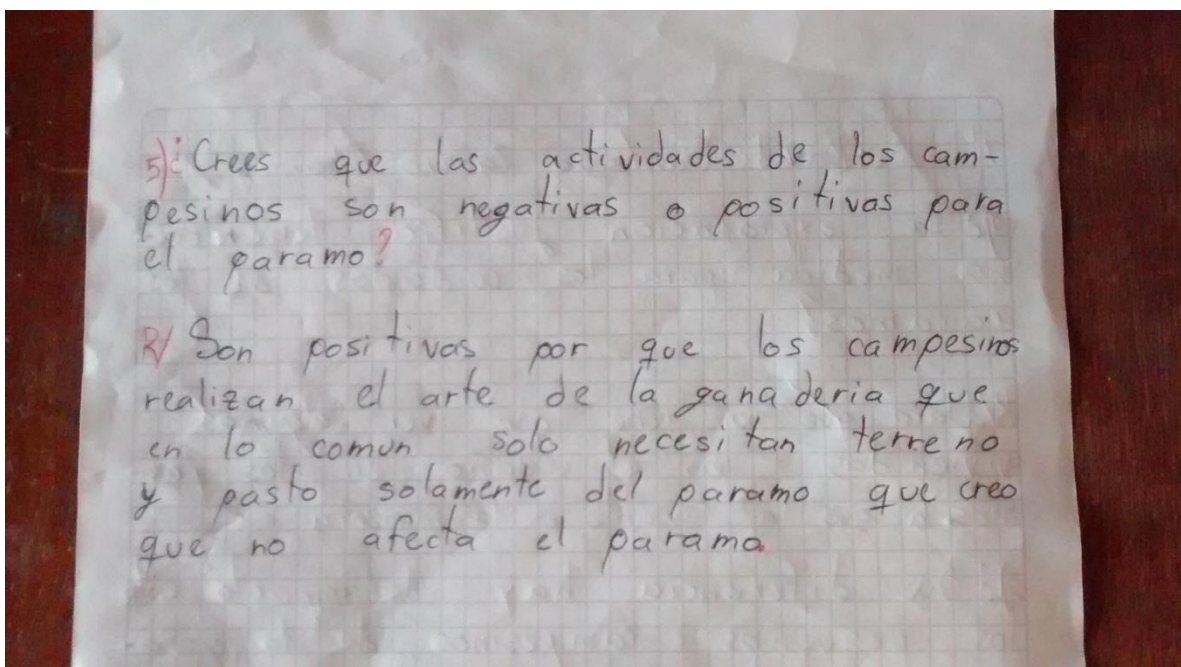 5) ¿Crees que las actividades de los cam-
pesinos son negativas o positivas para
el paramo?
R/ Son positivas por que los campesinos
realizan el arte de la ganaderia que
en lo comun solo necesitan terreno
y pasto solamente del paramo que creo
que no afecta el paramo.